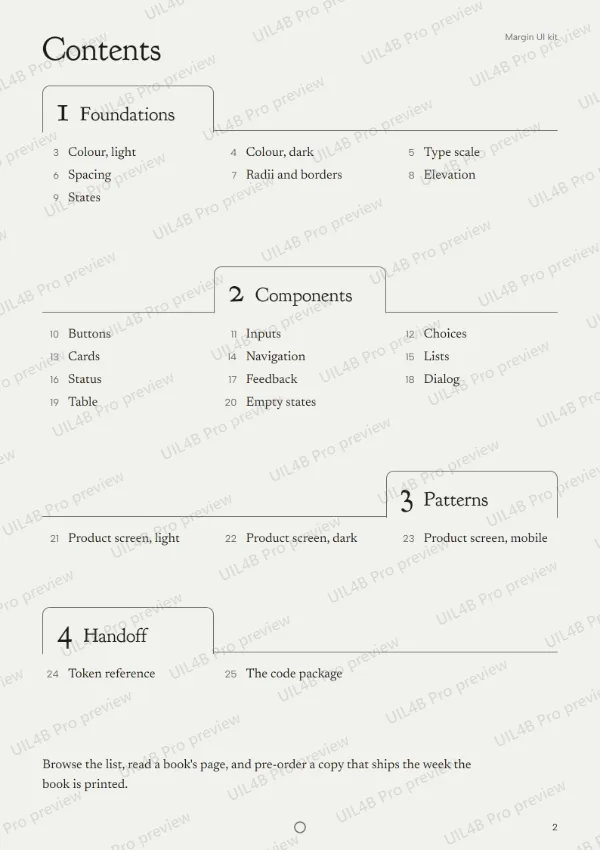 Margin UI kit
Contents
1 Foundations
3 Colour, light
4 Colour, dark
5 Type scale
6 Spacing
7 Radii and borders
8 Elevation
9 States
2 Components
10 Buttons
11 Inputs
12 Choices
13 Cards
14 Navigation
15 Lists
16 Status
17 Feedback
18 Dialog
19 Table
20 Empty states
3 Patterns
21 Product screen, light
22 Product screen, dark
23 Product screen, mobile
4 Handoff
24 Token reference
25 The code package
Browse the list, read a book's page, and pre-order a copy that ships the week the
book is printed.
2
UIL4B Pro preview